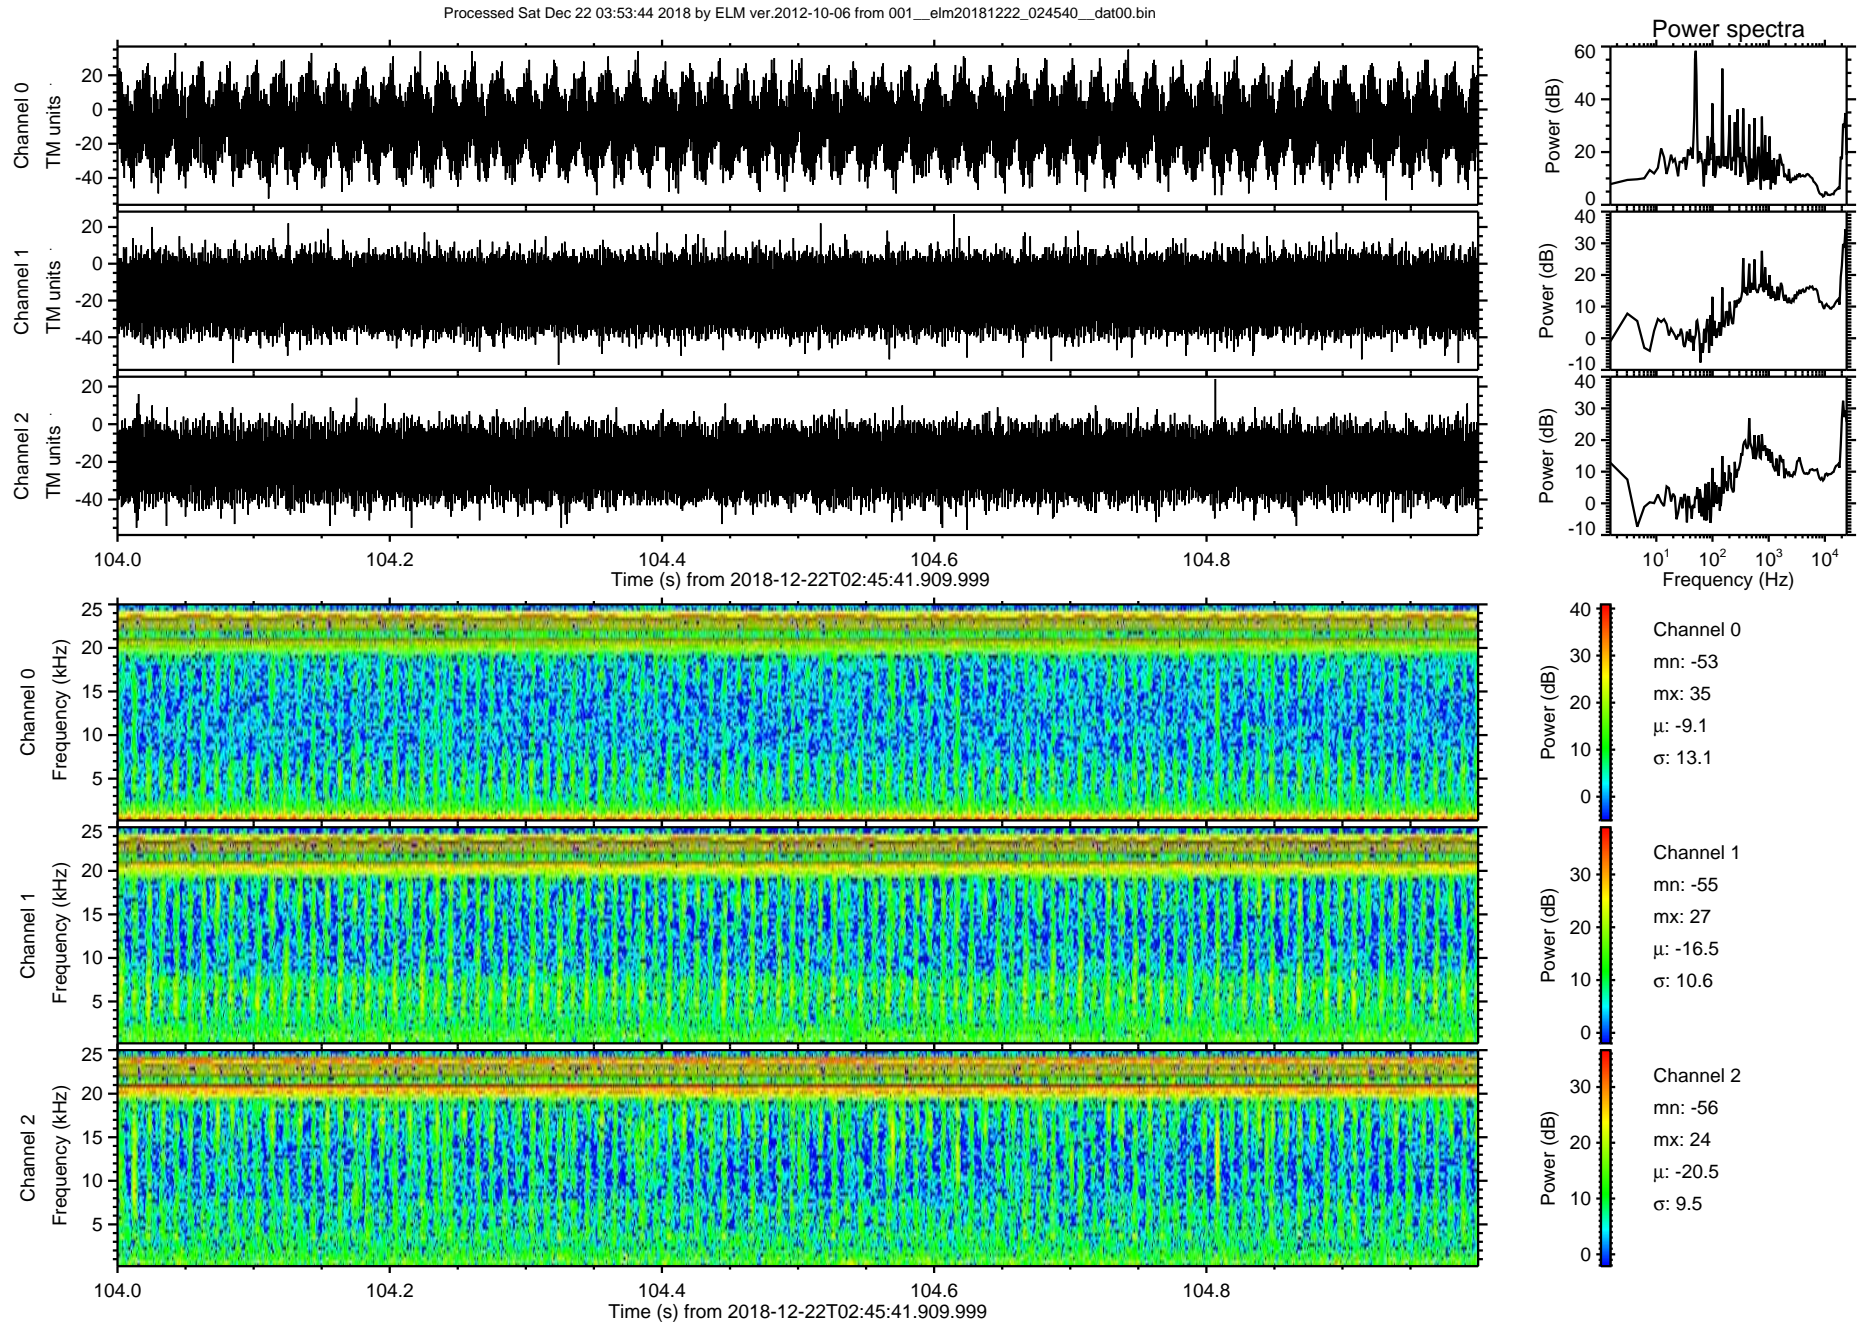 Processed Sat Dec 22 03:53:44 2018 by ELM ver.2012-10-06 from 001__elm20181222_024540__dat00.bin
Power spectra
Channel 0
TM units
20
0
-20
-40
Power (dB)
60
40
20
0
Channel 1
TM units
20
0
-20
-40
Power (dB)
40
30
20
10
0
-10
Channel 2
TM units
20
0
-20
-40
Power (dB)
40
30
20
10
0
-10
104.0 104.2 104.4 104.6 104.8
Time (s) from 2018-12-22T02:45:41.909.999
10¹ 10² 10³ 10⁴
Frequency (Hz)
Channel 0
Frequency (kHz)
25
20
15
10
5
Power (dB)
40
30
20
10
0
Channel 0
mn: -53
mx: 35
μ: -9.1
σ: 13.1
Channel 1
Frequency (kHz)
25
20
15
10
5
Power (dB)
30
20
10
0
Channel 1
mn: -55
mx: 27
μ: -16.5
σ: 10.6
Channel 2
Frequency (kHz)
25
20
15
10
5
Power (dB)
30
20
10
0
Channel 2
mn: -56
mx: 24
μ: -20.5
σ: 9.5
104.0 104.2 104.4 104.6 104.8
Time (s) from 2018-12-22T02:45:41.909.999